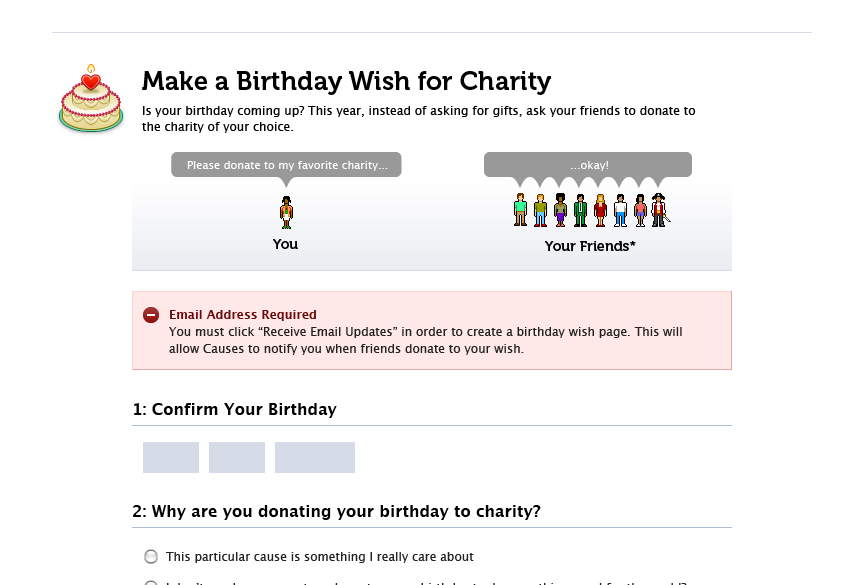 Make a Birthday Wish for Charity
Is your birthday coming up? This year, instead of asking for gifts, ask your friends to donate to
the charity of your choice.
Please donate to my favorite charity...
...okay!
You
Your Friends*
Email Address Required
You must click “Receive Email Updates” in order to create a birthday wish page. This will
allow Causes to notify you when friends donate to your wish.
1: Confirm Your Birthday
2: Why are you donating your birthday to charity?
This particular cause is something I really care about